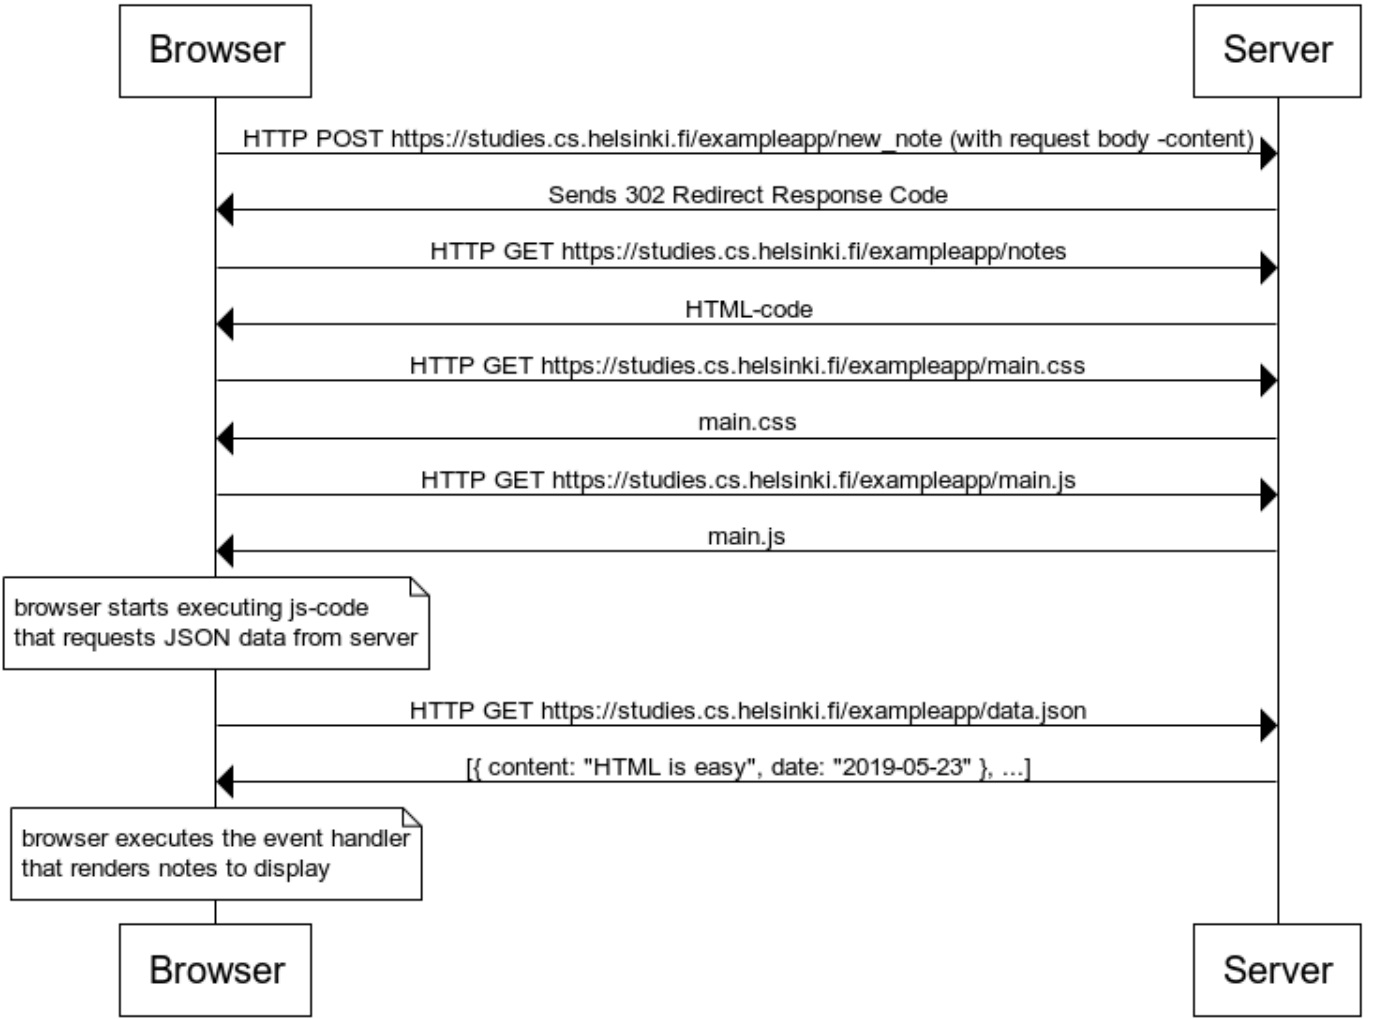 Browser
Server
HTTP POST https://studies.cs.helsinki.fi/exampleapp/new_note (with request body -content)
Sends 302 Redirect Response Code
HTTP GET https://studies.cs.helsinki.fi/exampleapp/notes
HTML-code
HTTP GET https://studies.cs.helsinki.fi/exampleapp/main.css
main.css
HTTP GET https://studies.cs.helsinki.fi/exampleapp/main.js
main.js
browser starts executing js-code
that requests JSON data from server
HTTP GET https://studies.cs.helsinki.fi/exampleapp/data.json
[{ content: "HTML is easy", date: "2019-05-23" }, ...]
browser executes the event handler
that renders notes to display
Browser
Server